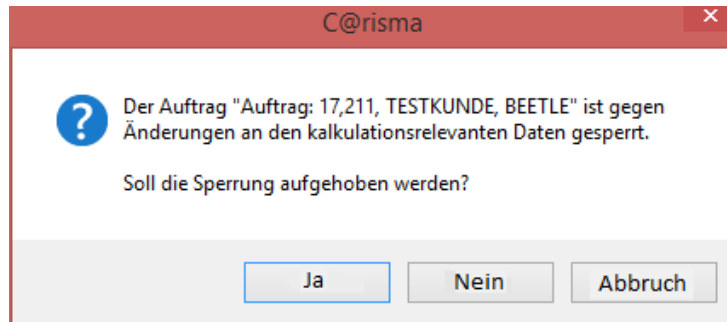 C@risma
Der Auftrag "Auftrag: 17,211, TESTKUNDE, BEETLE" ist gegen
Änderungen an den kalkulationsrelevanten Daten gesperrt.
Soll die Sperrung aufgehoben werden?
Ja Nein Abbruch